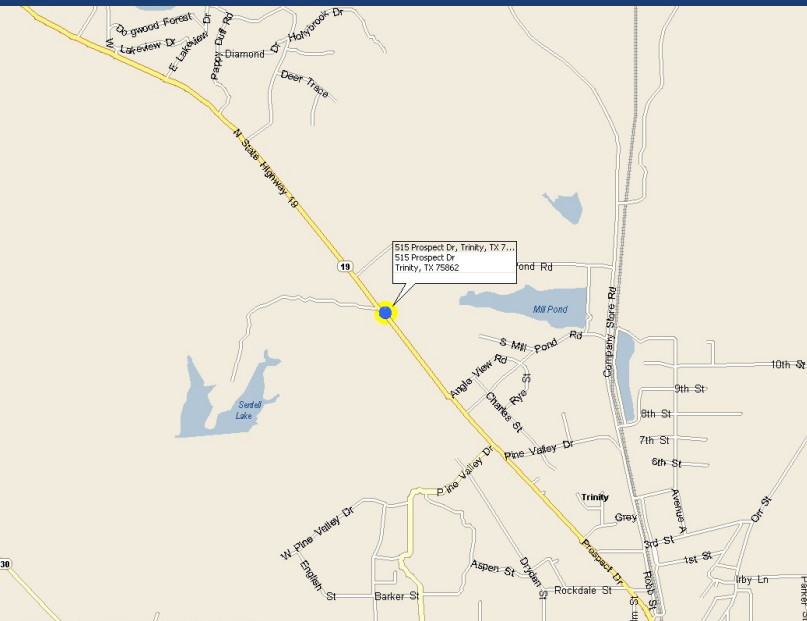 Dogwood Forest
W Lakeview Dr
E Lakeview Dr
Pappy Duff Rd
Hollybrook Dr
Diamond Dr
Deer Trace
N State Highway 19
19
515 Prospect Dr, Trinity, TX 7...
515 Prospect Dr
Trinity, TX 75862
Pond Rd
Mill Pond
S Mill Pond Rd
Company Store Rd
10th St
9th St
8th St
7th St
6th St
Angle View Rd
Rye St
Charles St
Sentell
Lake
Pine Valley Dr
Pine Valley Dr
Trinity
Grey
Avenue A
Orr St
3rd St
1st St
W Pine Valley Dr
English St
Barker St
Aspen St
Dryden St
Rockdale St
Prospect Dr
Robb St
Irby Ln
30